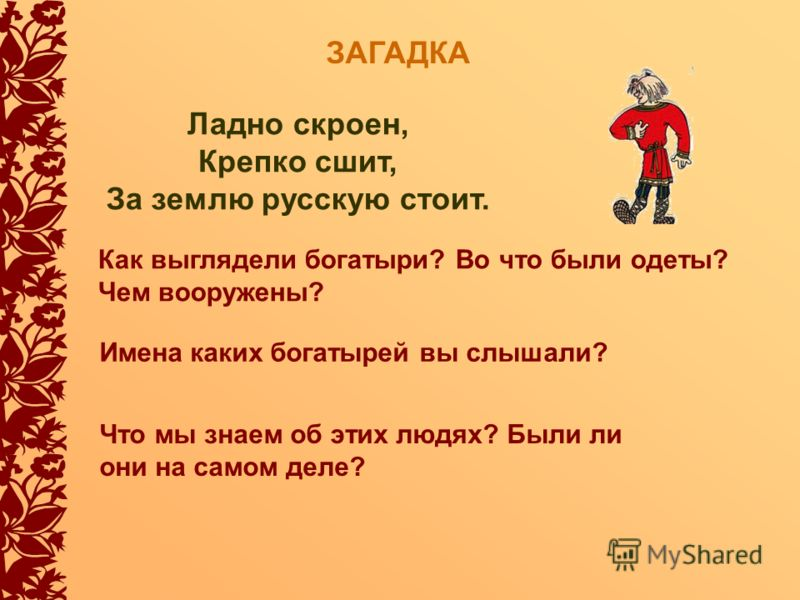 ЗАГАДКА
Ладно скроен,
Крепко сшит,
За землю русскую стоит.
Как выглядели богатыри? Во что были одеты?
Чем вооружены?
Имена каких богатырей вы слышали?
Что мы знаем об этих людях? Были ли
они на самом деле?
MyShared